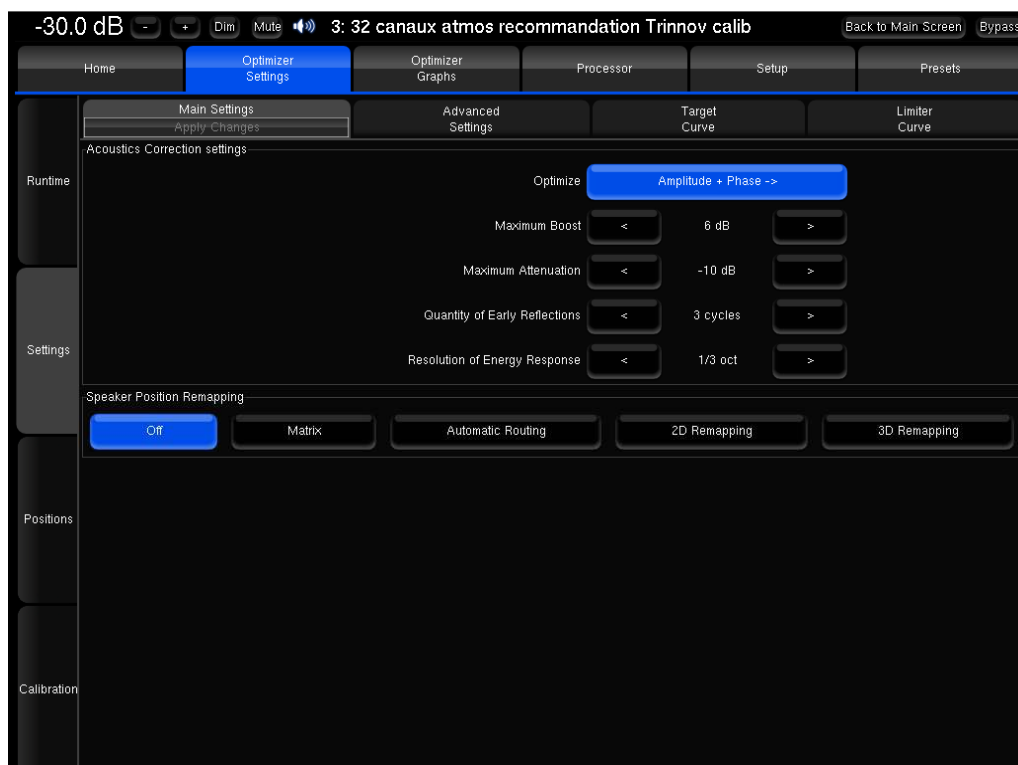 -30.0 dB - + Dim Mute 3: 32 canaux atmos recommandation Trinnov calib Back to Main Screen Bypass
Home Optimizer Settings Optimizer Graphs Processor Setup Presets
Main Settings Advanced Settings Target Curve Limiter Curve
Apply Changes
Acoustics Correction settings
Runtime Optimize Amplitude + Phase ->
Maximum Boost < 6 dB >
Maximum Attenuation < -10 dB >
Quantity of Early Reflections < 3 cycles >
Settings Resolution of Energy Response < 1/3 oct >
Speaker Position Remapping
Off Matrix Automatic Routing 2D Remapping 3D Remapping
Positions
Calibration